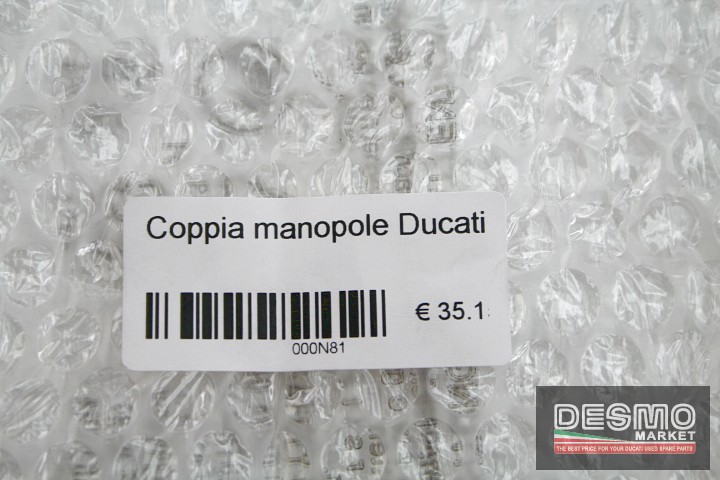 Coppia manopole Ducati
€ 35.1
000N81
DESMO
MARKET
THE BEST PRICE FOR YOUR DUCATI USED SPARE PARTS